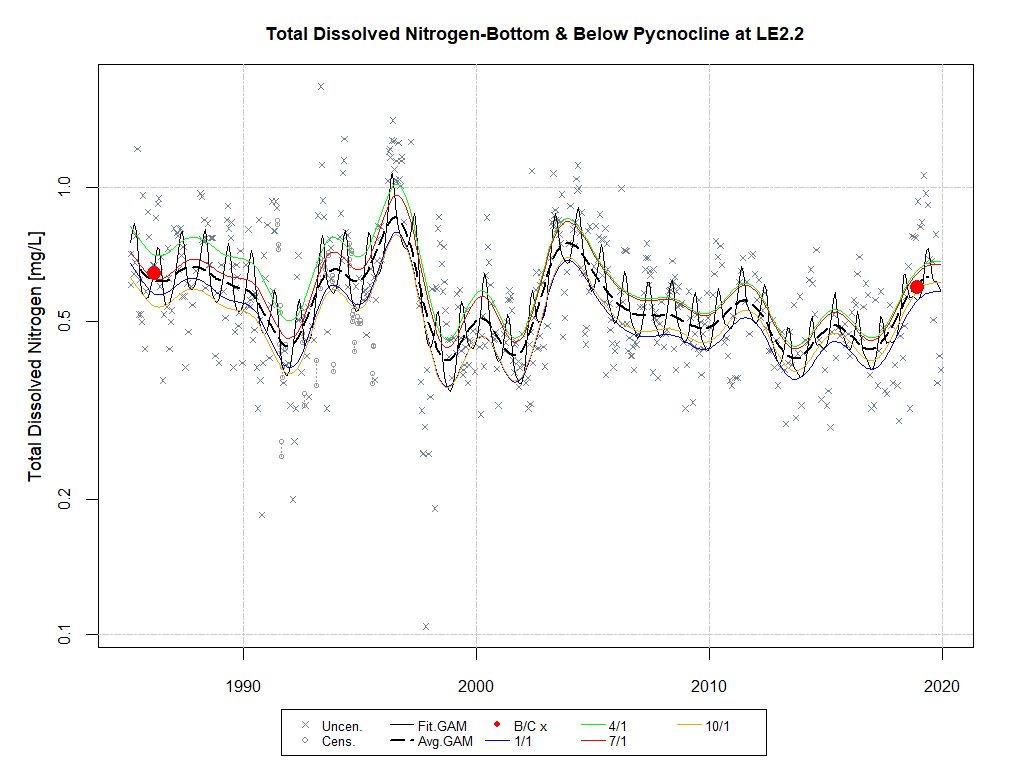 Total Dissolved Nitrogen-Bottom & Below Pycnocline at LE2.2
Total Dissolved Nitrogen [mg/L]
1.0
0.5
0.2
0.1
1990 2000 2010 2020
Uncen. Fit.GAM B/C x 4/1 10/1
Cens. Avg.GAM 1/1 7/1